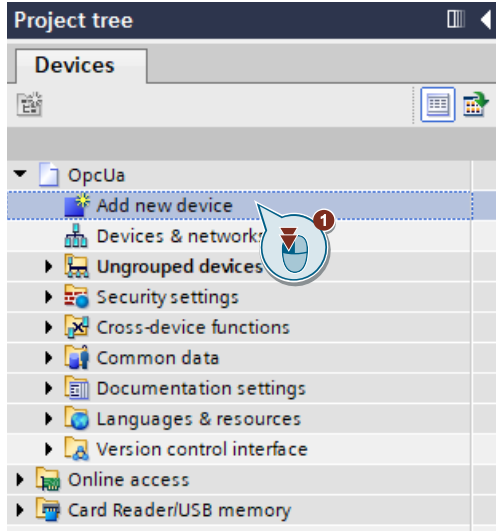 Project tree
Devices
OpcUa
Add new device
1
Devices & networks
Ungrouped devices
Security settings
Cross-device functions
Common data
Documentation settings
Languages & resources
Version control interface
Online access
Card Reader/USB memory